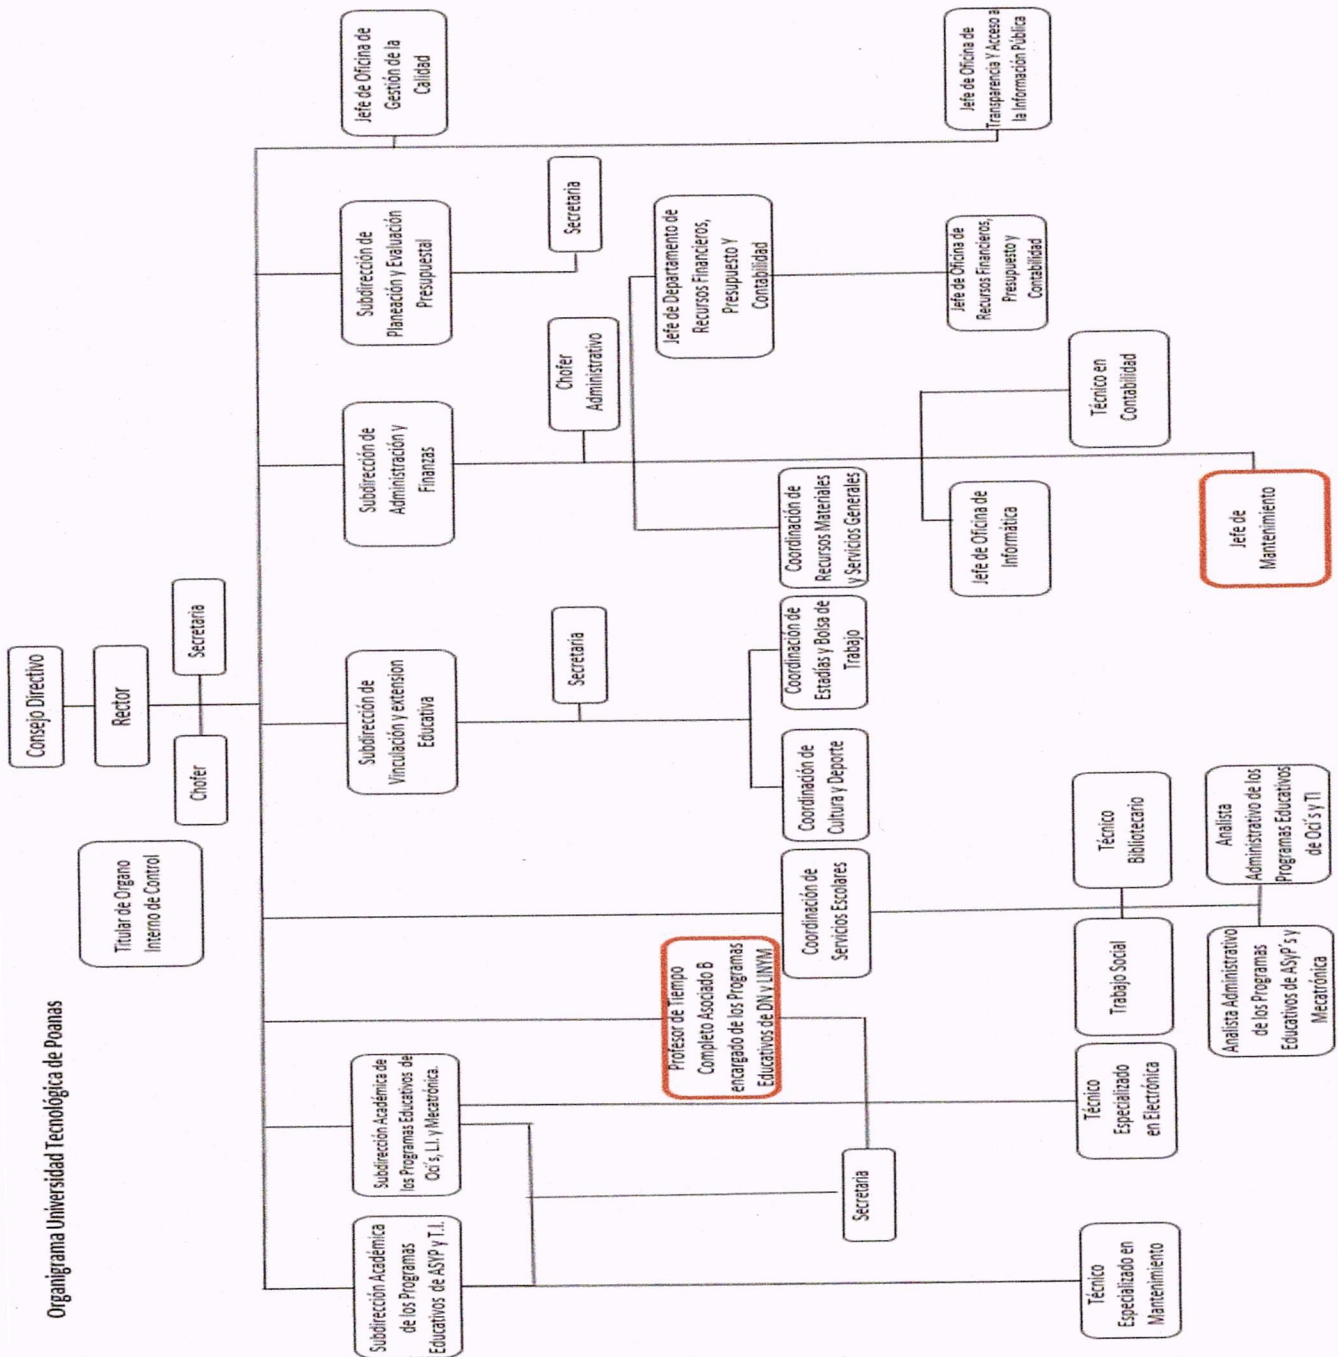 Organigrama Universidad Tecnológica de Poanas
Consejo Directivo
Rector
Titular de Organo
Interno de Control
Chofer
Secretaria
Subdirección Académica
de los Programas
Educativos de ASYP y T.I.
Subdirección Académica de
los Programas Educativos de
Oci´s, L.I. y Mecatrónica.
Subdirección de
Vinculación y extension
Educativa
Subdirección de
Administración y
Finanzas
Subdirección de
Planeación y Evaluación
Presupuestal
Jefe de Oficina de
Gestión de la
Calidad
Secretaria
Chofer
Administrativo
Secretaria
Profesor de Tiempo
Completo Asociado B
encargado de los Programas
Educativos de DN y LINYM
Jefe de Departamento de
Recursos Financieros,
Presupuesto Y
Contabilidad
Secretaria
Coordinación de
Servicios Escolares
Coordinación de
Cultura y Deporte
Coordinación de
Estadías y Bolsa de
Trabajo
Coordinación de
Recursos Materiales
y Servicios Generales
Jefe de Oficina de
Informática
Jefe de Oficina de
Recursos Financieros,
Presupuesto y
Contabilidad
Jefe de Oficina de
Transparencia Y Acceso a
la Información Pública
Técnico
Especializado en
Mantenimiento
Técnico
Especializado
en Electrónica
Trabajo Social
Técnico
Bibliotecario
Técnico en
Contabilidad
Analista Administrativo
de los Programas
Educativos de ASyP's y
Mecatrónica
Analista
Administrativo de los
Programas Educativos
de Oci´s y TI
Jefe de
Mantenimiento